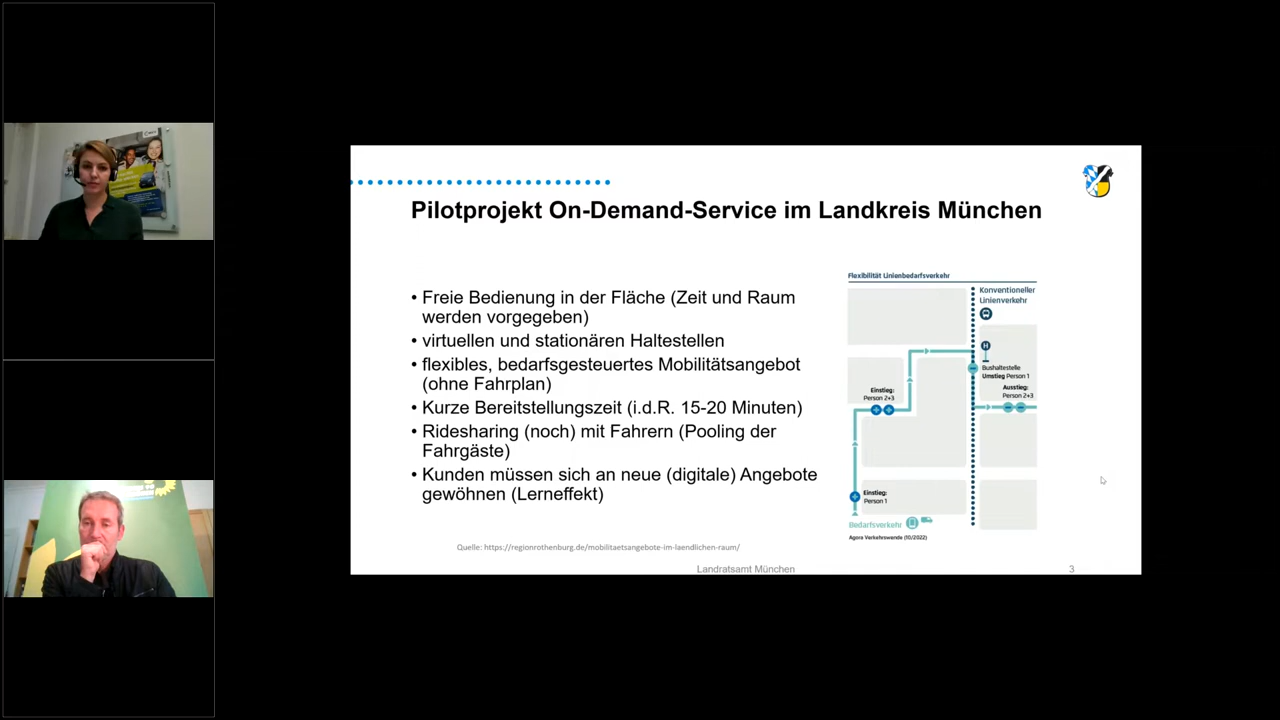 Pilotprojekt On-Demand-Service im Landkreis München
• Freie Bedienung in der Fläche (Zeit und Raum
werden vorgegeben)
• virtuellen und stationären Haltestellen
• flexibles, bedarfsgesteuertes Mobilitätsangebot
(ohne Fahrplan)
• Kurze Bereitstellungszeit (i.d.R. 15-20 Minuten)
• Ridesharing (noch) mit Fahrern (Pooling der
Fahrgäste)
• Kunden müssen sich an neue (digitale) Angebote
gewöhnen (Lerneffekt)
Flexibilität Linienbedarfsverkehr
Konventioneller
Linienverkehr
H
Bushaltestelle
Umstieg Person 1
Einstieg:
Person 2+3
Ausstieg:
Person 2+3
Einstieg:
Person 1
Bedarfsverkehr
Agora Verkehrswende (10/2022)
Quelle: https://regionrothenburg.de/mobilitaetsangebote-im-laendlichen-raum/
Landratsamt München
3